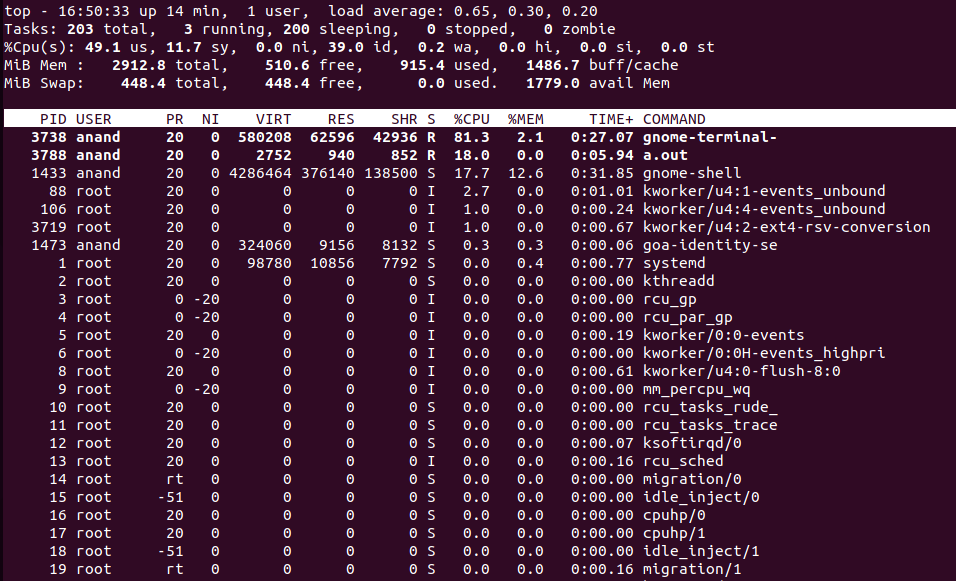 top - 16:50:33 up 14 min,  1 user,  load average: 0.65, 0.30, 0.20
Tasks: 203 total,   3 running, 200 sleeping,   0 stopped,   0 zombie
%Cpu(s): 49.1 us, 11.7 sy,  0.0 ni, 39.0 id,  0.2 wa,  0.0 hi,  0.0 si,  0.0 st
MiB Mem :   2912.8 total,    510.6 free,    915.4 used,   1486.7 buff/cache
MiB Swap:    448.4 total,    448.4 free,      0.0 used.   1779.0 avail Mem
PID USER      PR  NI    VIRT    RES    SHR S  %CPU  %MEM     TIME+ COMMAND
3738 anand     20   0  580208  62596  42936 R  81.3   2.1   0:27.07 gnome-terminal-
3788 anand     20   0    2752    940    852 R  18.0   0.0   0:05.94 a.out
1433 anand     20   0 4286464 376140 138500 S  17.7  12.6   0:31.85 gnome-shell
88 root      20   0       0      0      0 I   2.7   0.0   0:01.01 kworker/u4:1-events_unbound
106 root      20   0       0      0      0 I   1.0   0.0   0:00.24 kworker/u4:4-events_unbound
3719 root      20   0       0      0      0 I   1.0   0.0   0:00.67 kworker/u4:2-ext4-rsv-conversion
1473 anand     20   0  324060   9156   8132 S   0.3   0.3   0:00.06 goa-identity-se
1 root      20   0   98780  10856   7792 S   0.0   0.4   0:00.77 systemd
2 root      20   0       0      0      0 S   0.0   0.0   0:00.00 kthreadd
3 root       0 -20       0      0      0 I   0.0   0.0   0:00.00 rcu_gp
4 root       0 -20       0      0      0 I   0.0   0.0   0:00.00 rcu_par_gp
5 root      20   0       0      0      0 I   0.0   0.0   0:00.19 kworker/0:0-events
6 root       0 -20       0      0      0 I   0.0   0.0   0:00.00 kworker/0:0H-events_highpri
8 root      20   0       0      0      0 I   0.0   0.0   0:00.61 kworker/u4:0-flush-8:0
9 root       0 -20       0      0      0 I   0.0   0.0   0:00.00 mm_percpu_wq
10 root      20   0       0      0      0 S   0.0   0.0   0:00.00 rcu_tasks_rude_
11 root      20   0       0      0      0 S   0.0   0.0   0:00.00 rcu_tasks_trace
12 root      20   0       0      0      0 S   0.0   0.0   0:00.07 ksoftirqd/0
13 root      20   0       0      0      0 I   0.0   0.0   0:00.16 rcu_sched
14 root      rt   0       0      0      0 S   0.0   0.0   0:00.00 migration/0
15 root     -51   0       0      0      0 S   0.0   0.0   0:00.00 idle_inject/0
16 root      20   0       0      0      0 S   0.0   0.0   0:00.00 cpuhp/0
17 root      20   0       0      0      0 S   0.0   0.0   0:00.00 cpuhp/1
18 root     -51   0       0      0      0 S   0.0   0.0   0:00.00 idle_inject/1
19 root      rt   0       0      0      0 S   0.0   0.0   0:00.16 migration/1